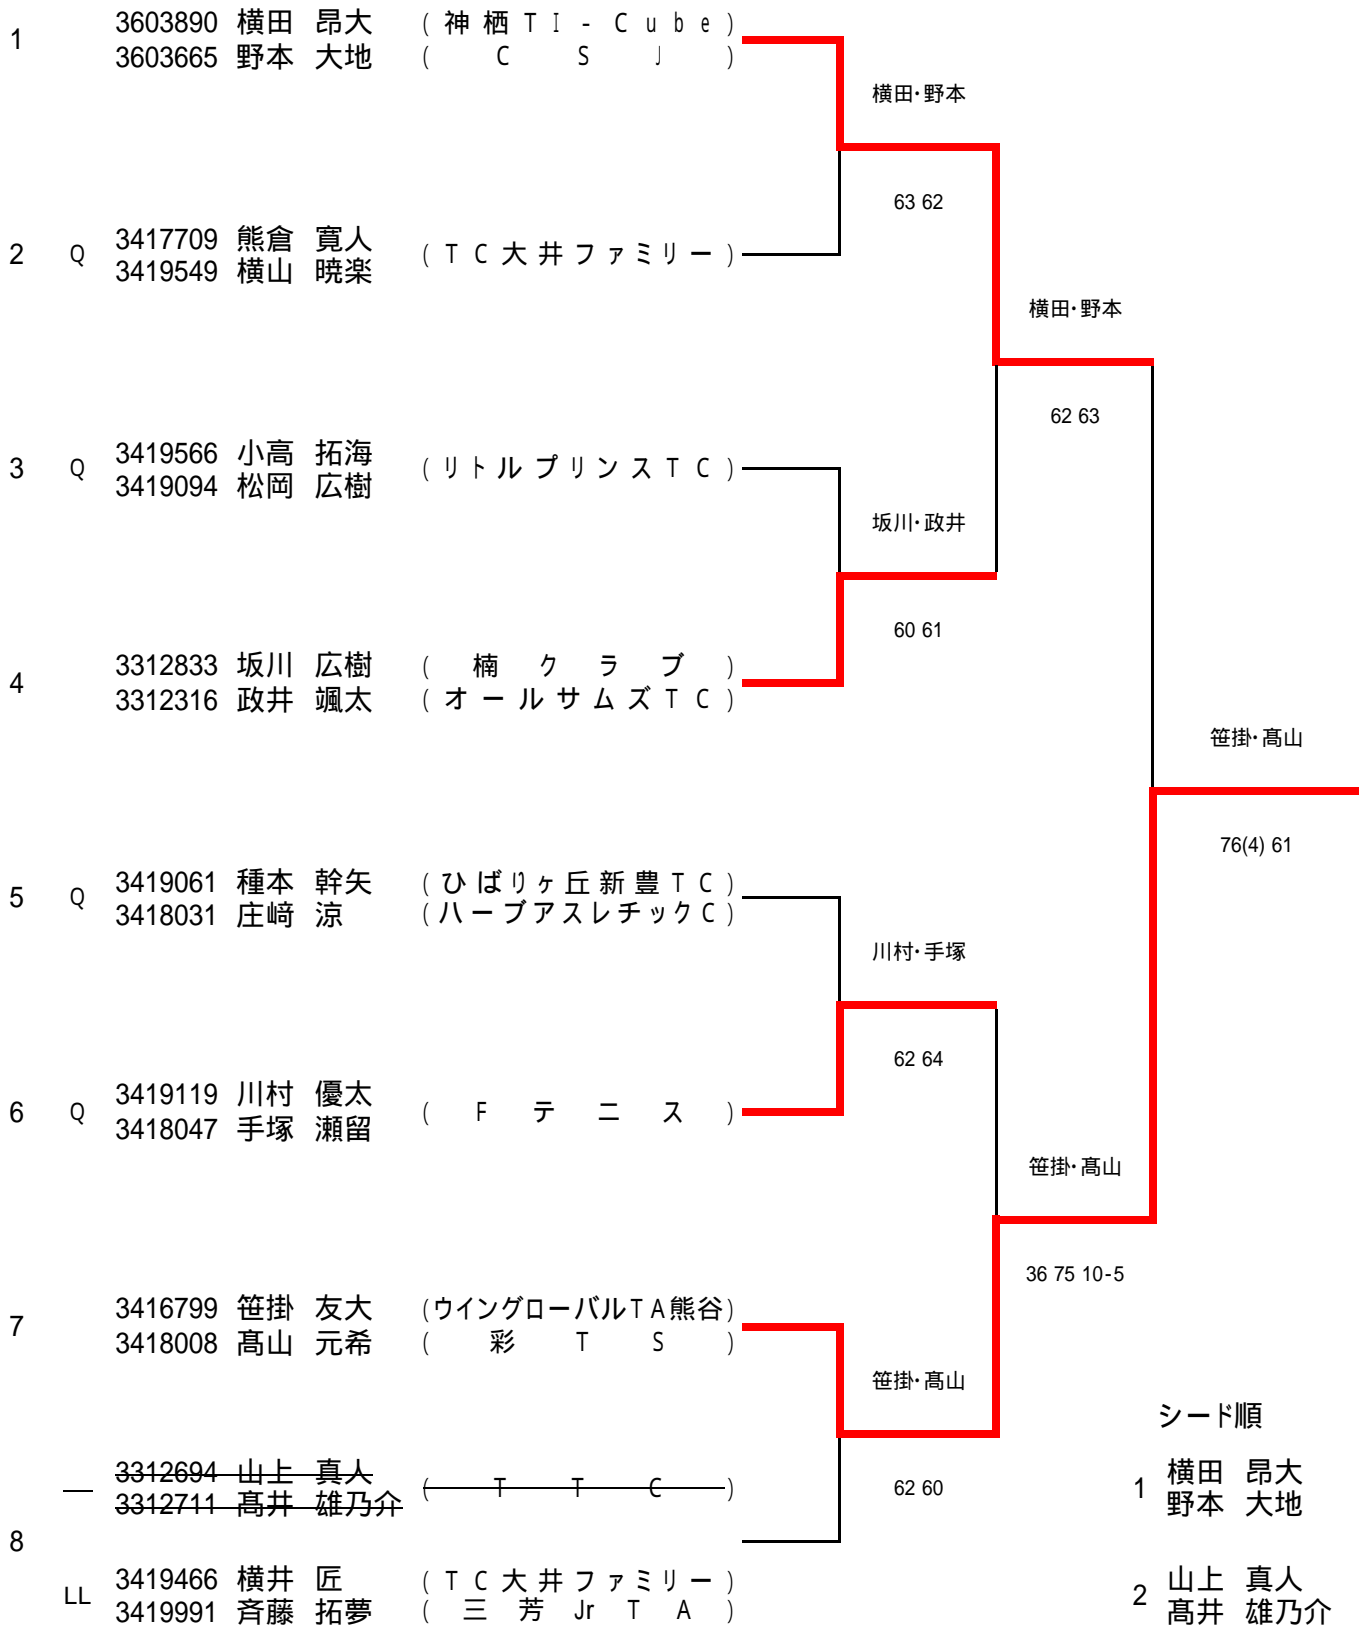 1 3603890 横田 昂大 (神栖TI-Cube)
3603665 野本 大地 (CSJ)
横田・野本
63 62
2 Q 3417709 熊倉 寛人 (TC大井ファミリー)
3419549 横山 暁楽
横田・野本
62 63
3 Q 3419566 小高 拓海 (リトルプリンスTC)
3419094 松岡 広樹
坂川・政井
60 61
4 3312833 坂川 広樹 (楠クラブ)
3312316 政井 颯太 (オールサムズTC)
笹掛・髙山
76(4) 61
5 Q 3419061 種本 幹矢 (ひばりヶ丘新豊TC)
3418031 庄﨑 涼 (ハーブアスレチックC)
川村・手塚
62 64
6 Q 3419119 川村 優太 (Fテニス)
3418047 手塚 瀬留
笹掛・髙山
36 75 10-5
7 3416799 笹掛 友大 (ウイングローバルTA熊谷)
3418008 髙山 元希 (彩TS)
笹掛・髙山
62 60
3312694 山上 真人 (TTC)
3312711 髙井 雄乃介
8
LL 3419466 横井 匠 (TC大井ファミリー)
3419991 斉藤 拓夢 (三芳Jr TA)
シード順
1 横田 昂大
野本 大地
2 山上 真人
髙井 雄乃介